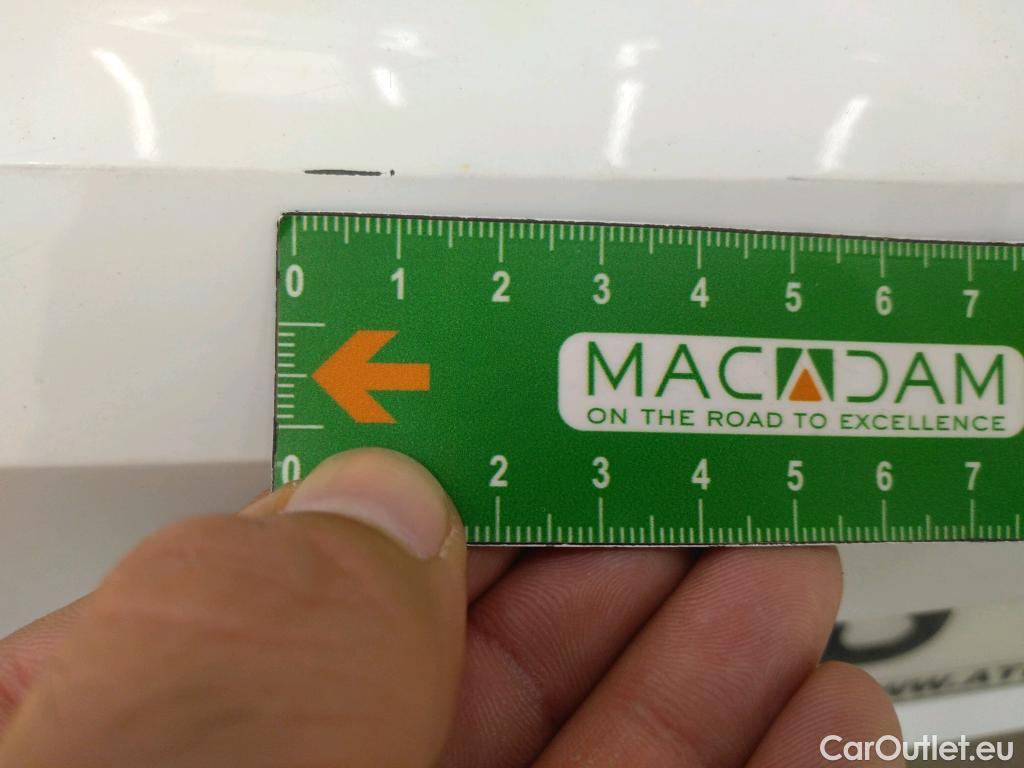 0 1 2 3 4 5 6 7
MACADAM
ON THE ROAD TO EXCELLENCE
0 2 3 4 5 6 7
CarOutlet.eu